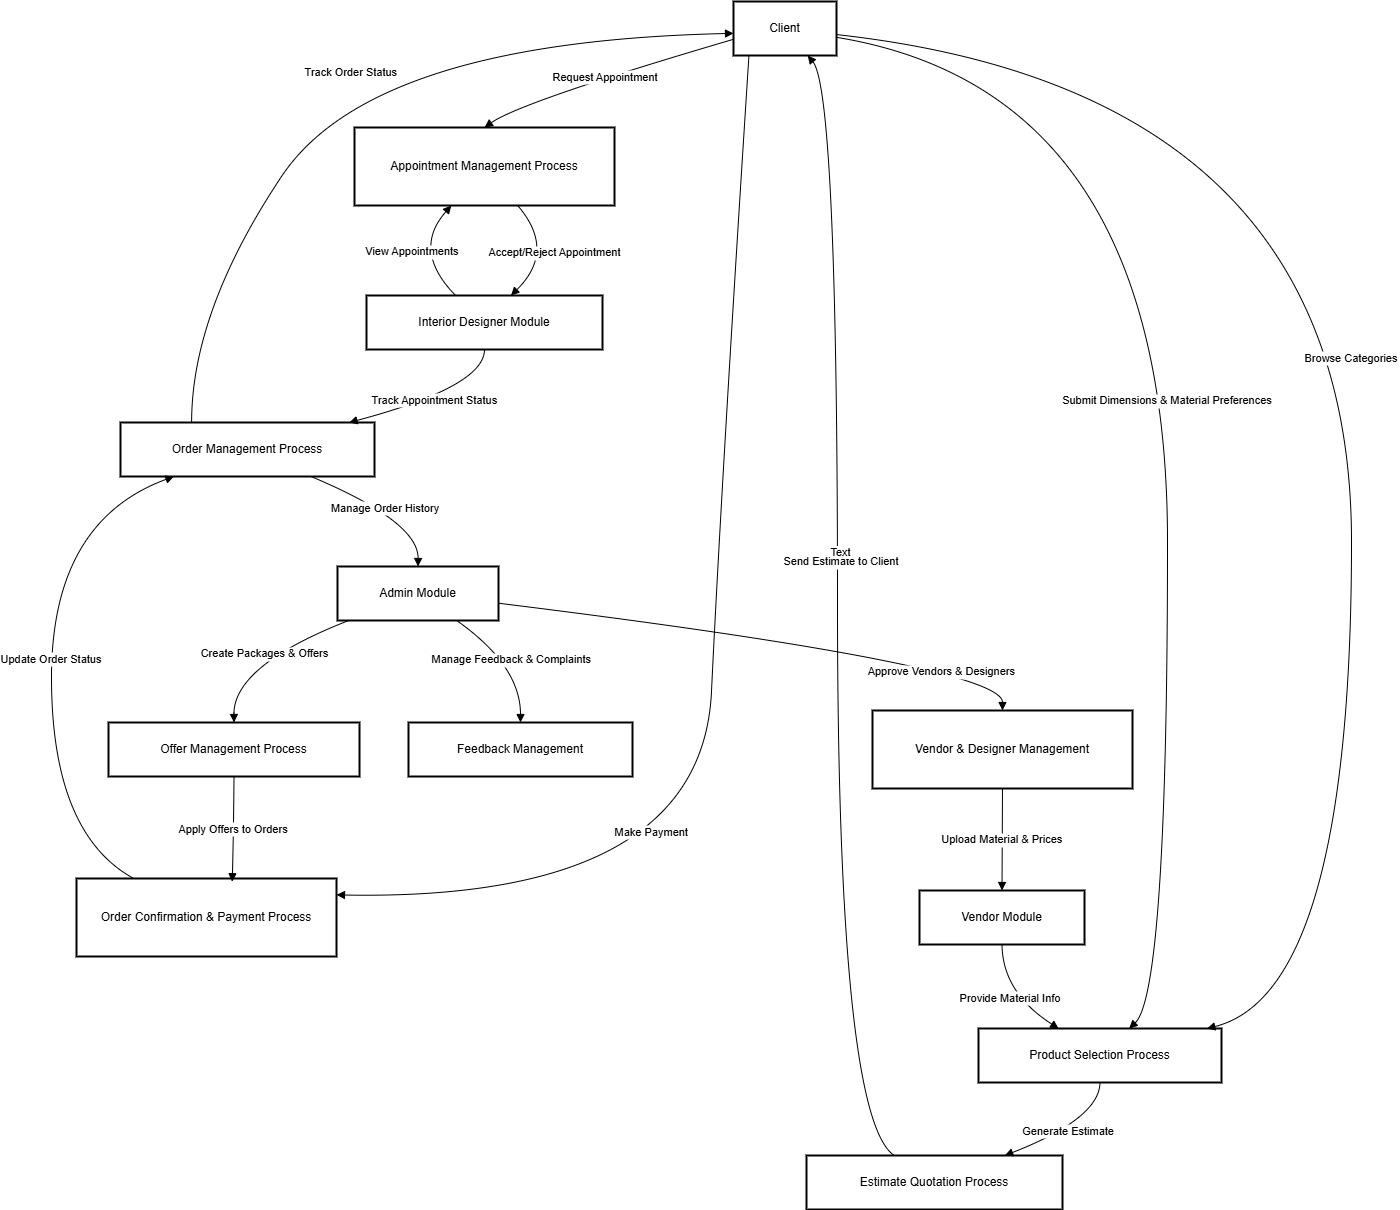 Client
Track Order Status
Request Appointment
Appointment Management Process
View Appointments
Accept/Reject Appointment
Interior Designer Module
Browse Categories
Track Appointment Status
Submit Dimensions & Material Preferences
Order Management Process
Manage Order History
Text
Send Estimate to Client
Admin Module
Create Packages & Offers
Update Order Status
Manage Feedback & Complaints
Approve Vendors & Designers
Offer Management Process
Feedback Management
Vendor & Designer Management
Apply Offers to Orders
Make Payment
Upload Material & Prices
Order Confirmation & Payment Process
Vendor Module
Provide Material Info
Product Selection Process
Generate Estimate
Estimate Quotation Process